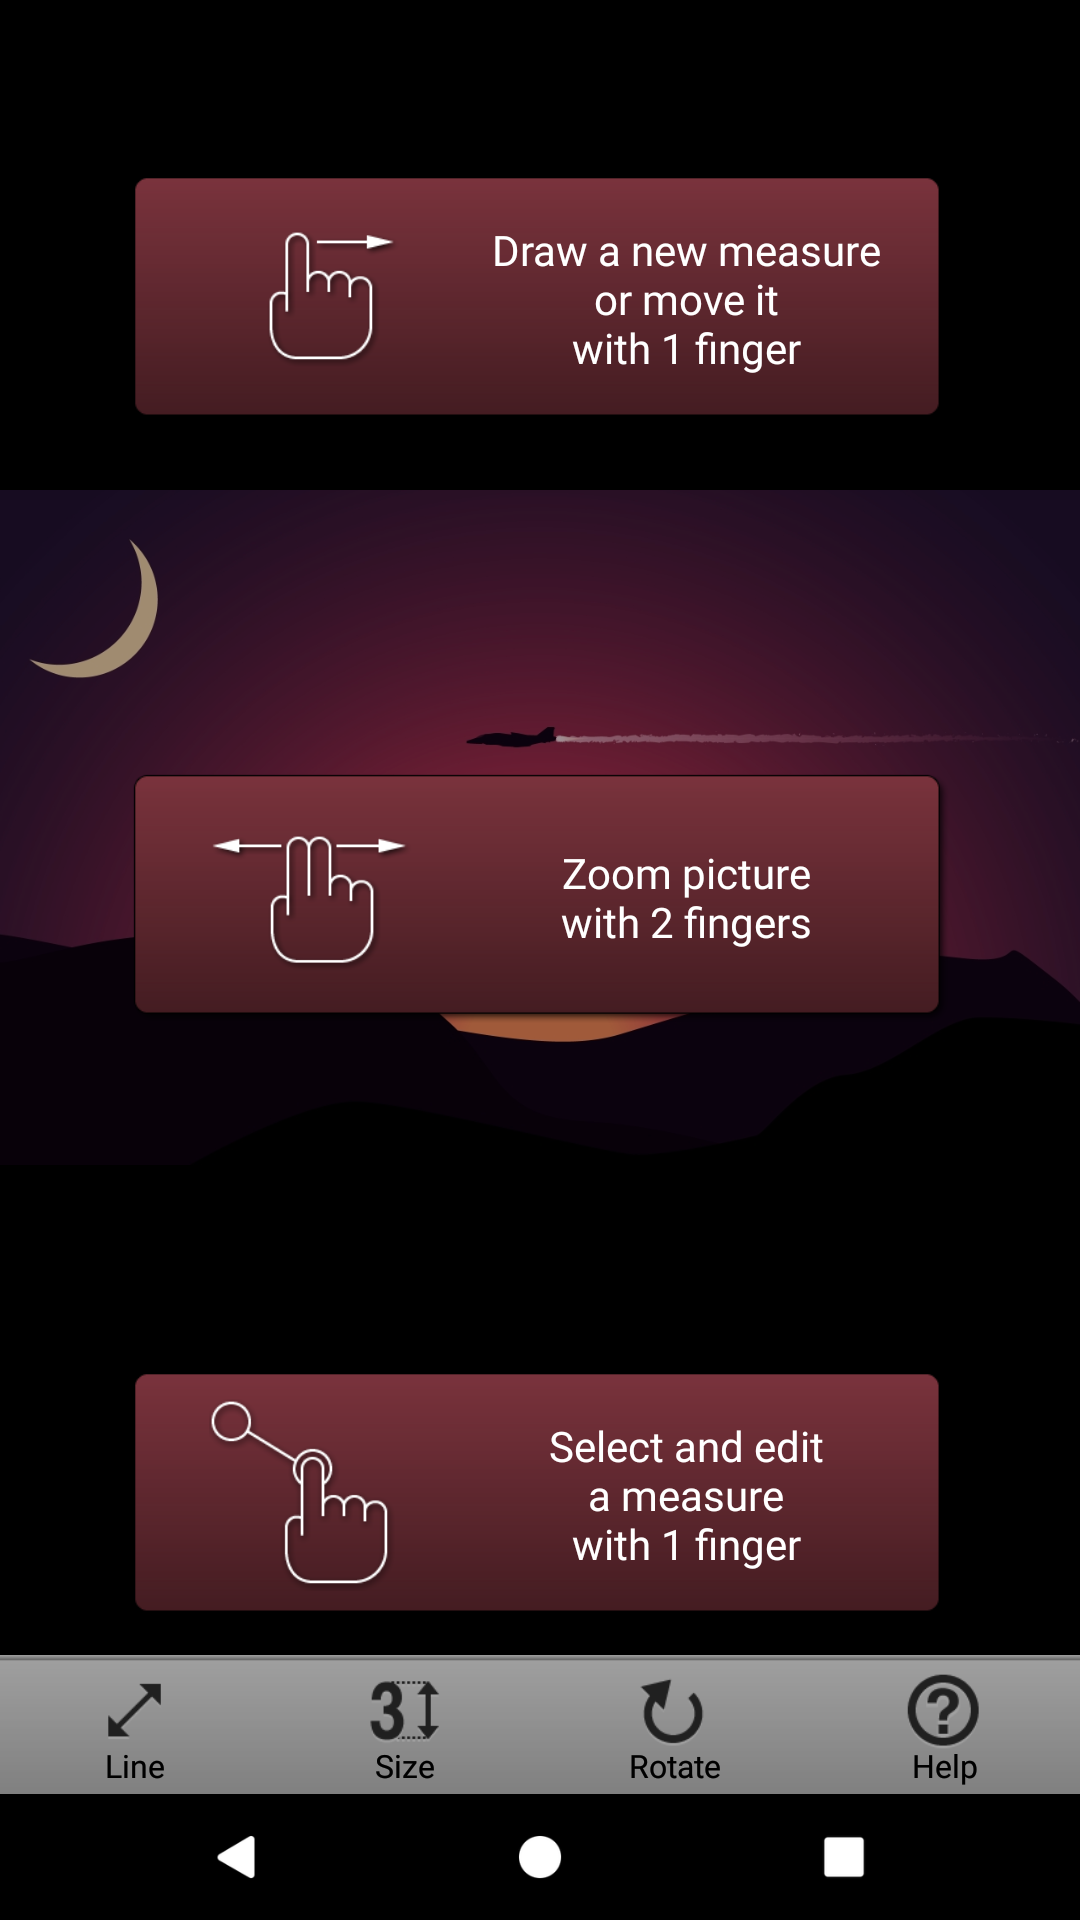 Draw a new measure
or move it
with 1 finger
Zoom picture
with 2 fingers
Select and edit
a measure
with 1 finger
3
Line
Size
Rotate
?
Help